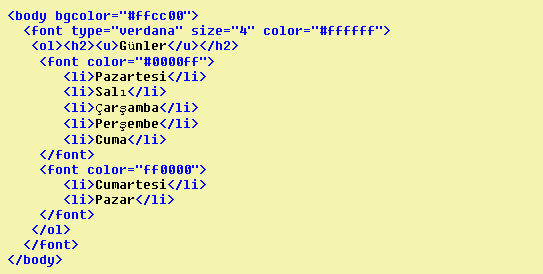 <body bgcolor="#ffcc00">
<font type="verdana" size="4" color="#ffffff">
<ol><h2><u>Günler</u></h2>
<font color="#0000ff">
<li>Pazartesi</li>
<li>Salı</li>
<li>Çarşamba</li>
<li>Perşembe</li>
<li>Cuma</li>
</font>
<font color="ff0000">
<li>Cumartesi</li>
<li>Pazar</li>
</font>
</ol>
</font>
</body>